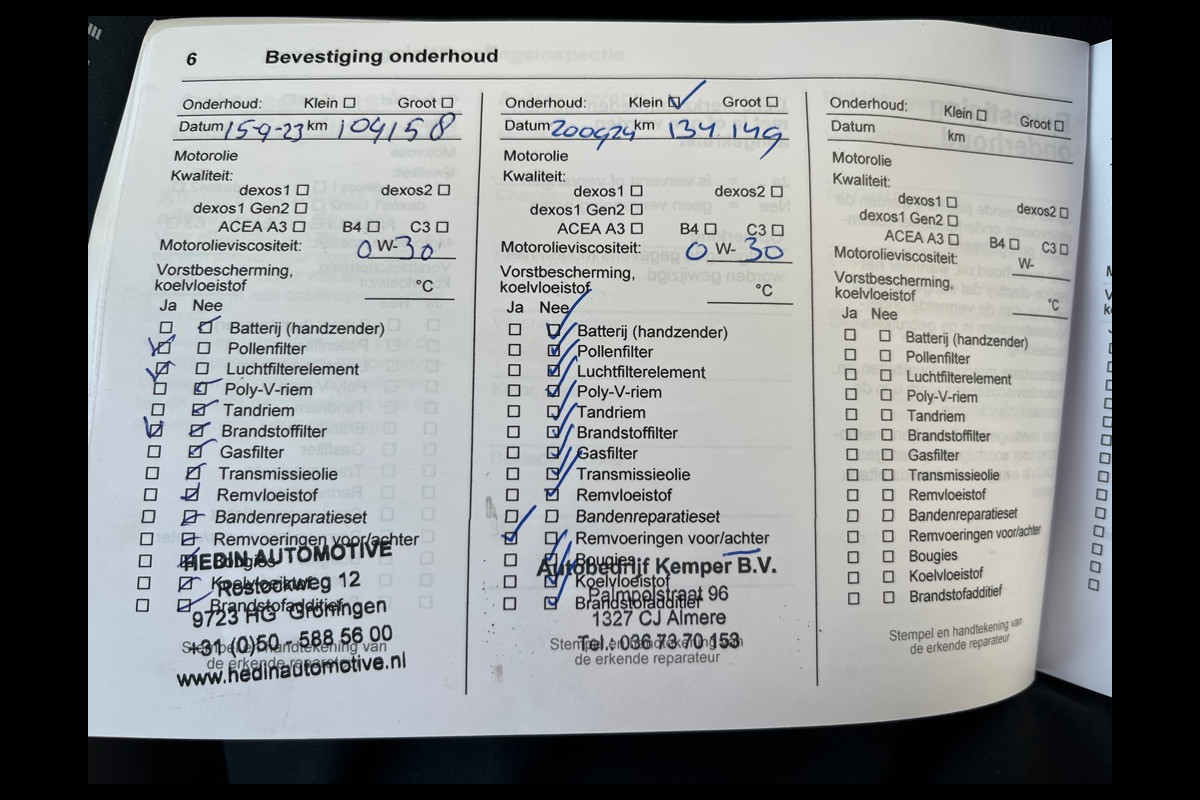 6 Bevestiging onderhoud
Onderhoud: Klein ☐ Groot ☐
Datum 15-9-23 km 104158
Motorolie
Kwaliteit:
dexos1 ☐ dexos2 ☐
dexos1 Gen2 ☐
ACEA A3 ☐ B4 ☐ C3 ☐
Motorolieviscositeit: 0 W-30
Vorstbescherming,
koelvloeistof °C
Ja Nee
Batterij (handzender)
Pollenfilter
Luchtfilterelement
Poly-V-riem
Tandriem
Brandstoffilter
Gasfilter
Transmissieolie
Remvloeistof
Bandenreparatieset
Remvoeringen voor/achter
Bougies
Koelvloeistof
Brandstofadditief
HEDIN AUTOMOTIVE
Rostockweg 12
9723 HG Groningen
+31 (0)50 - 588 56 00
www.hedinautomotive.nl
Stempel en handtekening van
de erkende reparateur
Onderhoud: Klein ☑ Groot ☐
Datum 200924 km 134.149
Motorolie
Kwaliteit:
dexos1 ☐ dexos2 ☐
dexos1 Gen2 ☐
ACEA A3 ☐ B4 ☐ C3 ☐
Motorolieviscositeit: 0 W- 30
Vorstbescherming,
koelvloeistof °C
Ja Nee
Batterij (handzender)
Pollenfilter
Luchtfilterelement
Poly-V-riem
Tandriem
Brandstoffilter
Gasfilter
Transmissieolie
Remvloeistof
Bandenreparatieset
Remvoeringen voor/achter
Bougies
Koelvloeistof
Brandstofadditief
Autobedrijf Kemper B.V.
Palmpolstraat 96
1327 CJ Almere
Tel.: 036 73 70 153
Stempel en handtekening van
de erkende reparateur
Onderhoud: Klein ☐ Groot ☐
Datum km
Motorolie
Kwaliteit:
dexos1 ☐ dexos2 ☐
dexos1 Gen2 ☐
ACEA A3 ☐ B4 ☐ C3 ☐
Motorolieviscositeit: W-
Vorstbescherming,
koelvloeistof °C
Ja Nee
Batterij (handzender)
Pollenfilter
Luchtfilterelement
Poly-V-riem
Tandriem
Brandstoffilter
Gasfilter
Transmissieolie
Remvloeistof
Bandenreparatieset
Remvoeringen voor/achter
Bougies
Koelvloeistof
Brandstofadditief
Stempel en handtekening van
de erkende reparateur